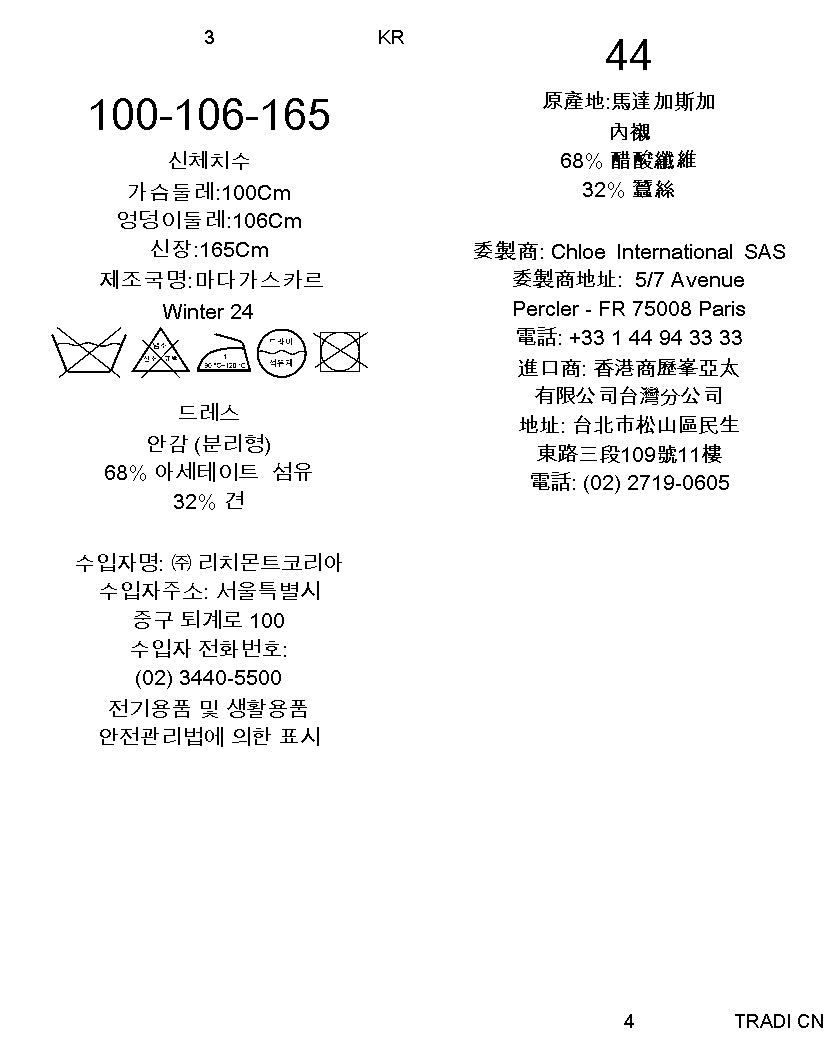 3 KR
100-106-165
신체치수
가슴둘레:100Cm
엉덩이둘레:106Cm
신장:165Cm
제조국명:마다가스카르
Winter 24
염소
산소 표백
1
80 ℃~120 ℃
드라이
석유계
드레스
안감 (분리형)
68% 아세테이트 섬유
32% 견
수입자명: ㈜ 리치몬트코리아
수입자주소: 서울특별시
중구 퇴계로 100
수입자 전화번호:
(02) 3440-5500
전기용품 및 생활용품
안전관리법에 의한 표시
44
原產地:馬達加斯加
內襯
68% 醋酸纖維
32% 蠶絲
委製商: Chloe International SAS
委製商地址: 5/7 Avenue
Percler - FR 75008 Paris
電話: +33 1 44 94 33 33
進口商: 香港商歷峯亞太
有限公司台灣分公司
地址: 台北市松山區民生
東路三段109號11樓
電話: (02) 2719-0605
4 TRADI CN